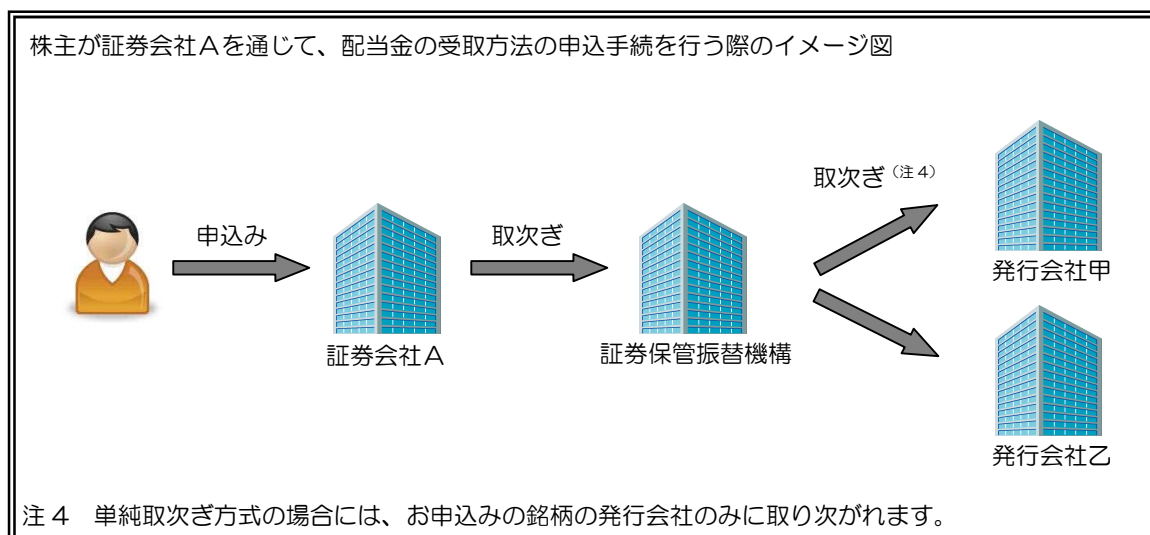 株主が証券会社Ａを通じて、配当金の受取方法の申込手続を行う際のイメージ図
取次ぎ（注４）
申込み
取次ぎ
発行会社甲
証券会社Ａ
証券保管振替機構
発行会社乙
注４　単純取次ぎ方式の場合には、お申込みの銘柄の発行会社のみに取り次がれます。